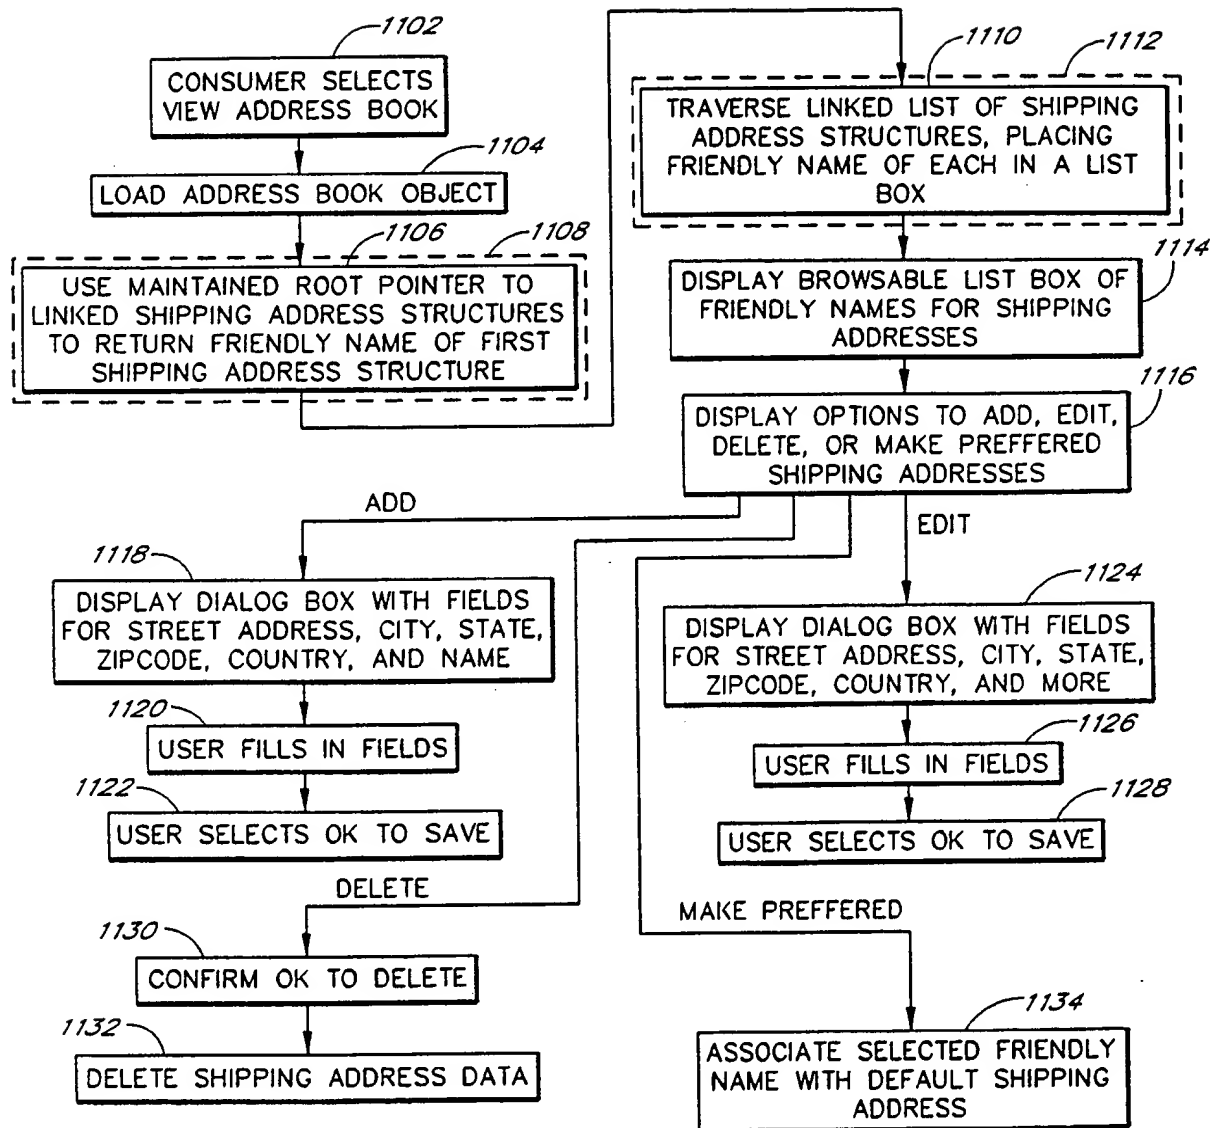 1102
CONSUMER SELECTS
VIEW ADDRESS BOOK
1104
LOAD ADDRESS BOOK OBJECT
1106
1108
USE MAINTAINED ROOT POINTER TO
LINKED SHIPPING ADDRESS STRUCTURES
TO RETURN FRIENDLY NAME OF FIRST
SHIPPING ADDRESS STRUCTURE
1110
1112
TRAVERSE LINKED LIST OF SHIPPING
ADDRESS STRUCTURES, PLACING
FRIENDLY NAME OF EACH IN A LIST
BOX
1114
DISPLAY BROWSABLE LIST BOX OF
FRIENDLY NAMES FOR SHIPPING
ADDRESSES
1116
DISPLAY OPTIONS TO ADD, EDIT,
DELETE, OR MAKE PREFFERED
SHIPPING ADDRESSES
ADD
1118
DISPLAY DIALOG BOX WITH FIELDS
FOR STREET ADDRESS, CITY, STATE,
ZIPCODE, COUNTRY, AND NAME
1120
USER FILLS IN FIELDS
1122
USER SELECTS OK TO SAVE
EDIT
1124
DISPLAY DIALOG BOX WITH FIELDS
FOR STREET ADDRESS, CITY, STATE,
ZIPCODE, COUNTRY, AND MORE
1126
USER FILLS IN FIELDS
1128
USER SELECTS OK TO SAVE
DELETE
1130
CONFIRM OK TO DELETE
1132
DELETE SHIPPING ADDRESS DATA
MAKE PREFFERED
1134
ASSOCIATE SELECTED FRIENDLY
NAME WITH DEFAULT SHIPPING
ADDRESS